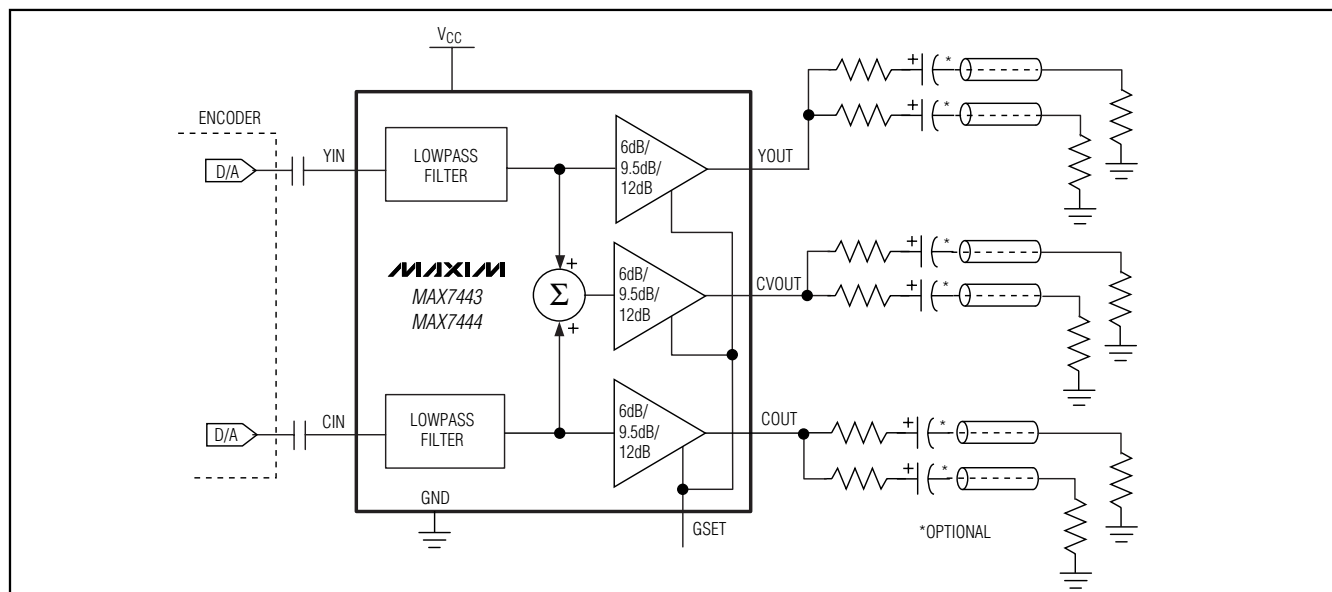 VCC
ENCODER
D/A
YIN
LOWPASS
FILTER
6dB/
9.5dB/
12dB
YOUT
+
*
+
*
MAXIM
MAX7443
MAX7444
+
Σ
+
6dB/
9.5dB/
12dB
CVOUT
+
*
+
*
D/A
CIN
LOWPASS
FILTER
6dB/
9.5dB/
12dB
COUT
+
*
+
*
GND
GSET
*OPTIONAL